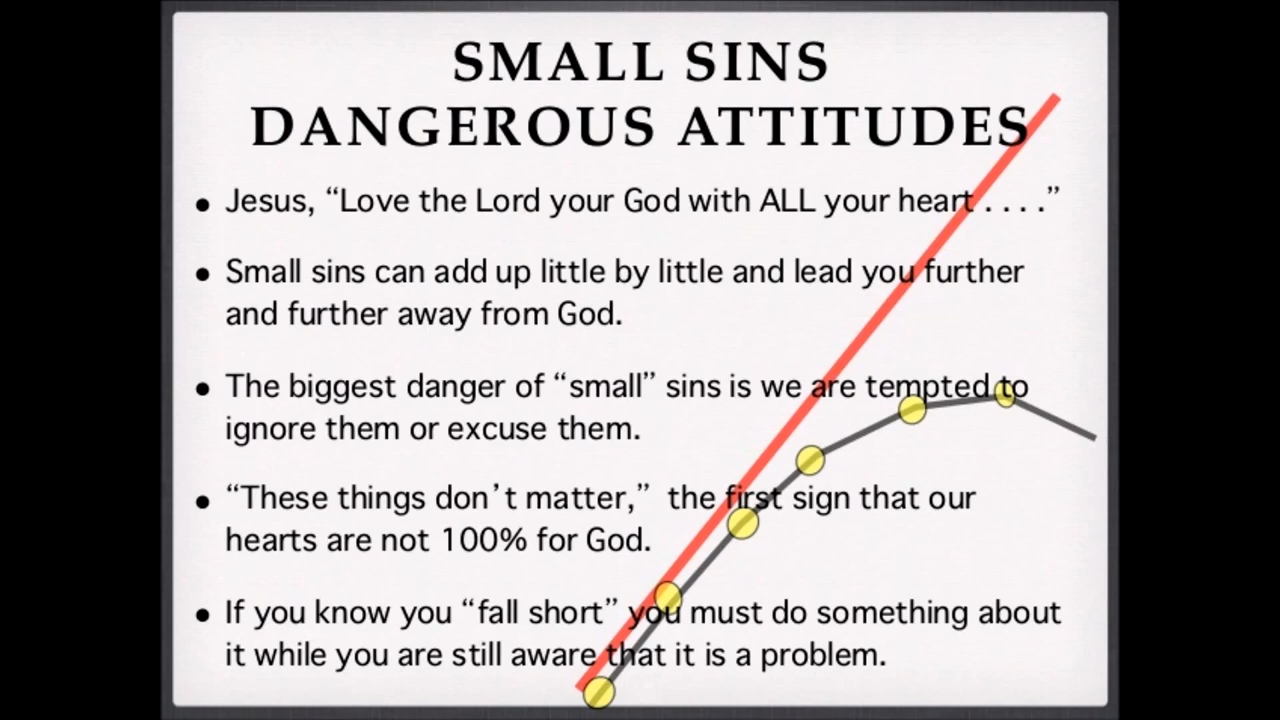 SMALL SINS
DANGEROUS ATTITUDES
• Jesus, “Love the Lord your God with ALL your heart . . . .”
• Small sins can add up little by little and lead you further
and further away from God.
• The biggest danger of “small” sins is we are tempted to
ignore them or excuse them.
• “These things don’t matter,” the first sign that our
hearts are not 100% for God.
• If you know you “fall short” you must do something about
it while you are still aware that it is a problem.